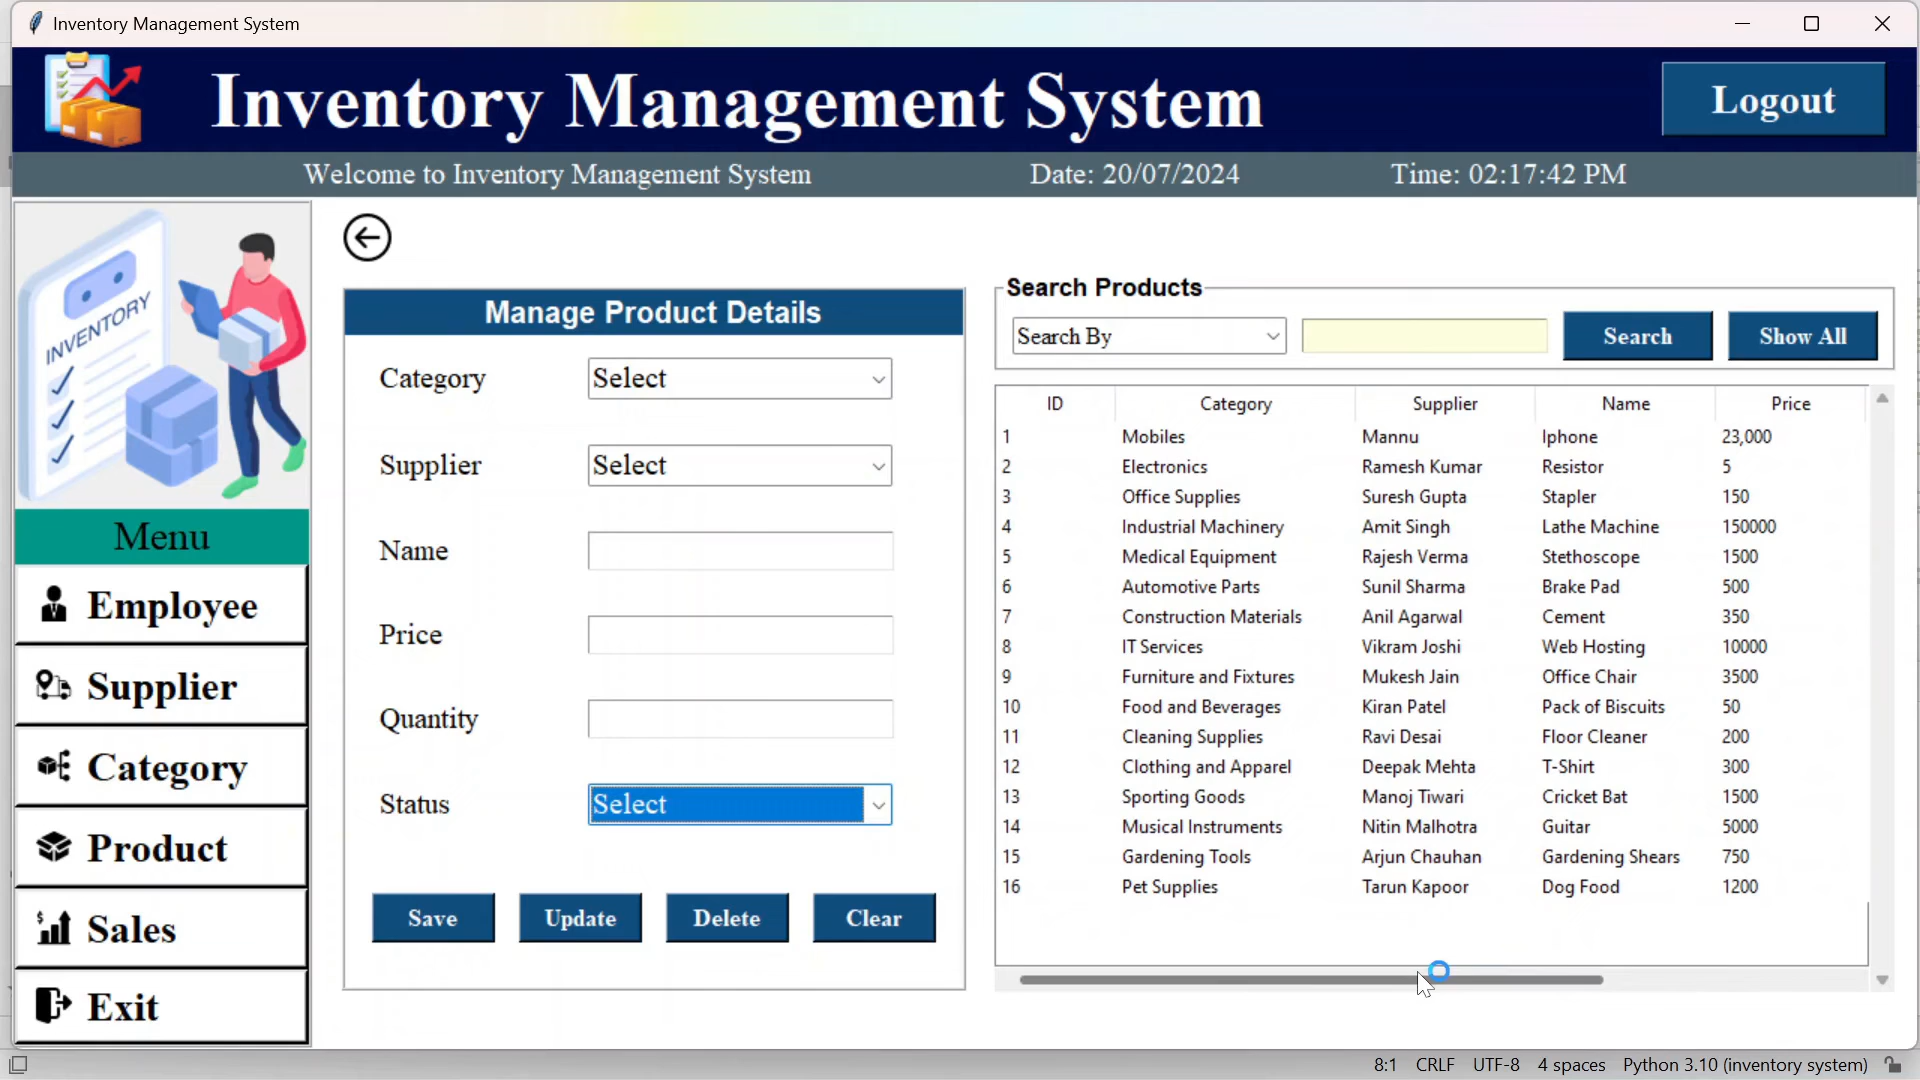 Inventory Management System
Inventory Management System
Logout
Welcome to Inventory Management System Date: 20/07/2024 Time: 02:17:42 PM
INVENTORY
Menu
Employee
Supplier
Category
Product
Sales
Exit
Manage Product Details
Category Select
Supplier Select
Name
Price
Quantity
Status Select
Save Update Delete Clear
Search Products
Search By Search Show All
ID Category Supplier Name Price
1 Mobiles Mannu Iphone 23,000
2 Electronics Ramesh Kumar Resistor 5
3 Office Supplies Suresh Gupta Stapler 150
4 Industrial Machinery Amit Singh Lathe Machine 150000
5 Medical Equipment Rajesh Verma Stethoscope 1500
6 Automotive Parts Sunil Sharma Brake Pad 500
7 Construction Materials Anil Agarwal Cement 350
8 IT Services Vikram Joshi Web Hosting 10000
9 Furniture and Fixtures Mukesh Jain Office Chair 3500
10 Food and Beverages Kiran Patel Pack of Biscuits 50
11 Cleaning Supplies Ravi Desai Floor Cleaner 200
12 Clothing and Apparel Deepak Mehta T-Shirt 300
13 Sporting Goods Manoj Tiwari Cricket Bat 1500
14 Musical Instruments Nitin Malhotra Guitar 5000
15 Gardening Tools Arjun Chauhan Gardening Shears 750
16 Pet Supplies Tarun Kapoor Dog Food 1200
8:1 CRLF UTF-8 4 spaces Python 3.10 (inventory system)